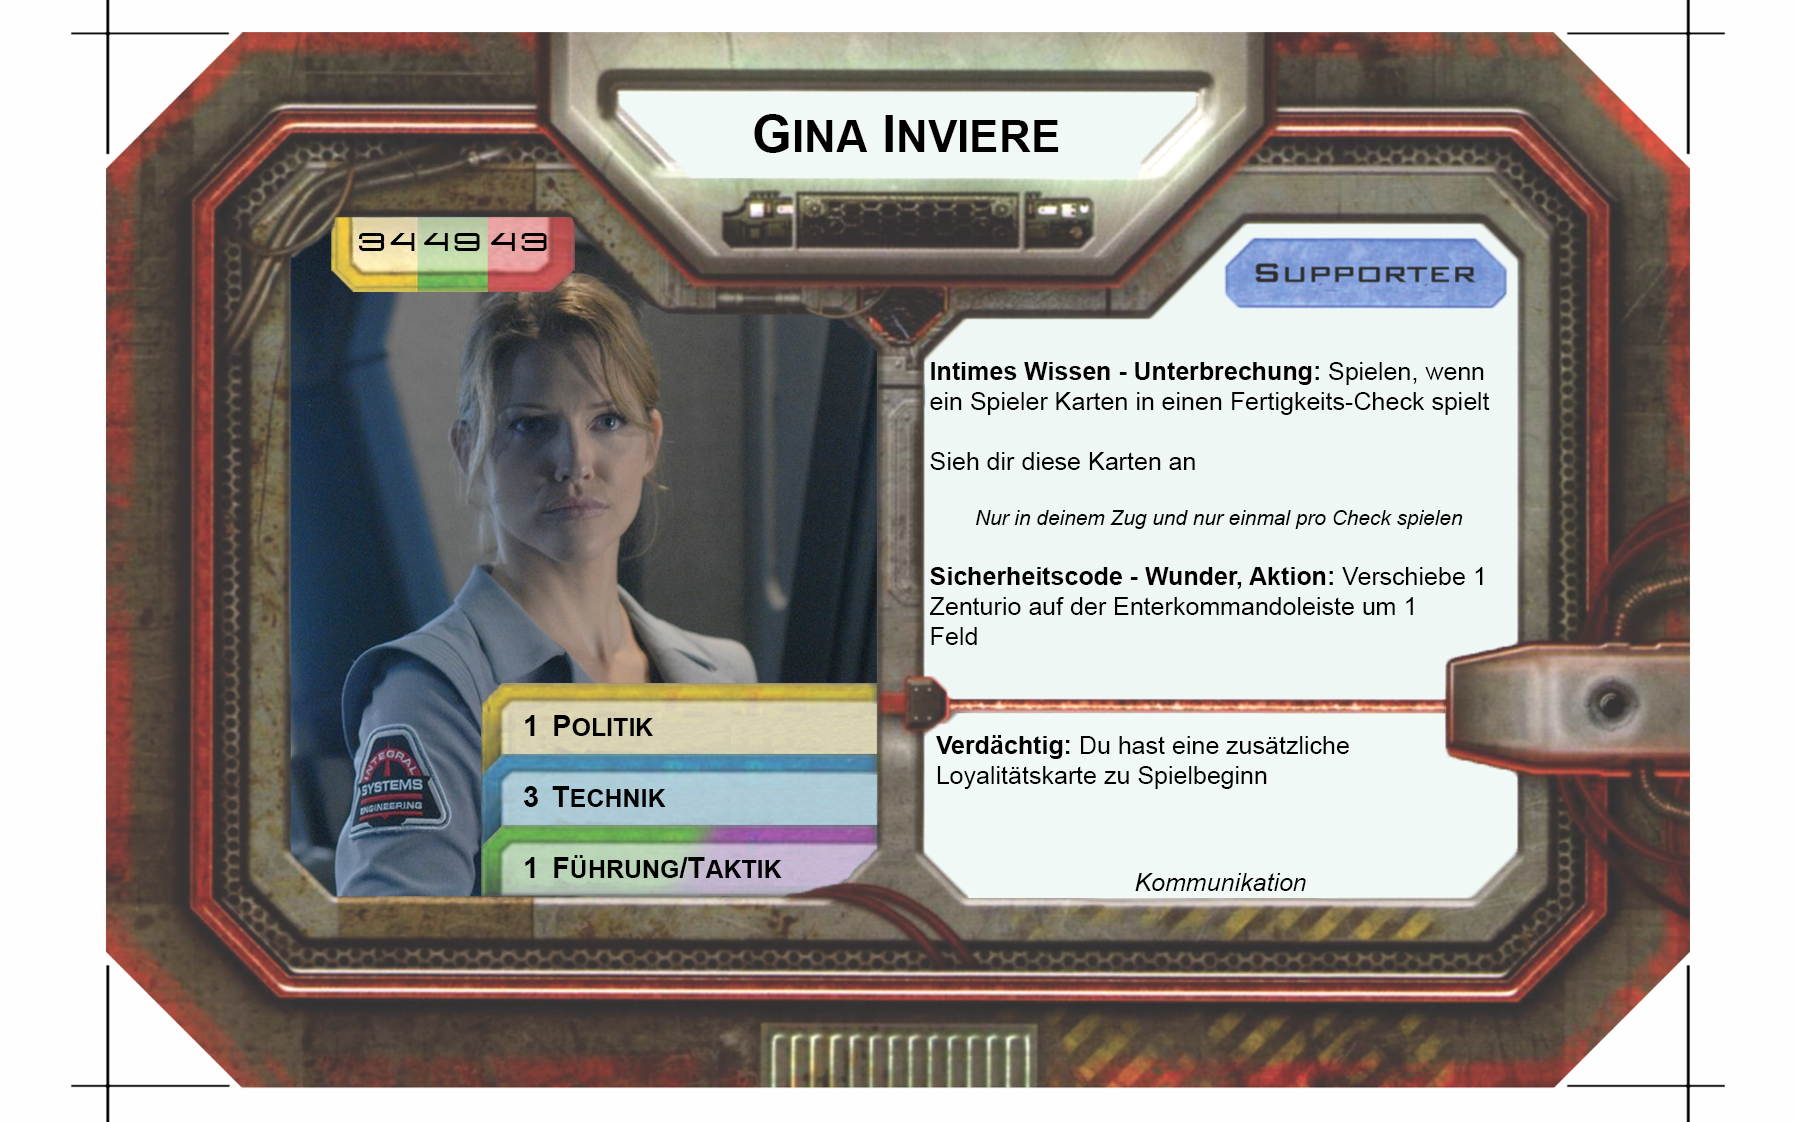 GINA INVIERE
34 49 43
SUPPORTER
Intimes Wissen - Unterbrechung: Spielen, wenn
ein Spieler Karten in einen Fertigkeits-Check spielt
Sieh dir diese Karten an
Nur in deinem Zug und nur einmal pro Check spielen
Sicherheitscode - Wunder, Aktion: Verschiebe 1
Zenturio auf der Enterkommandoleiste um 1
Feld
1 POLITIK
3 TECHNIK
1 FÜHRUNG/TAKTIK
INTEGRAL
SYSTEMS
ENGINEERING
Verdächtig: Du hast eine zusätzliche
Loyalitätskarte zu Spielbeginn
Kommunikation